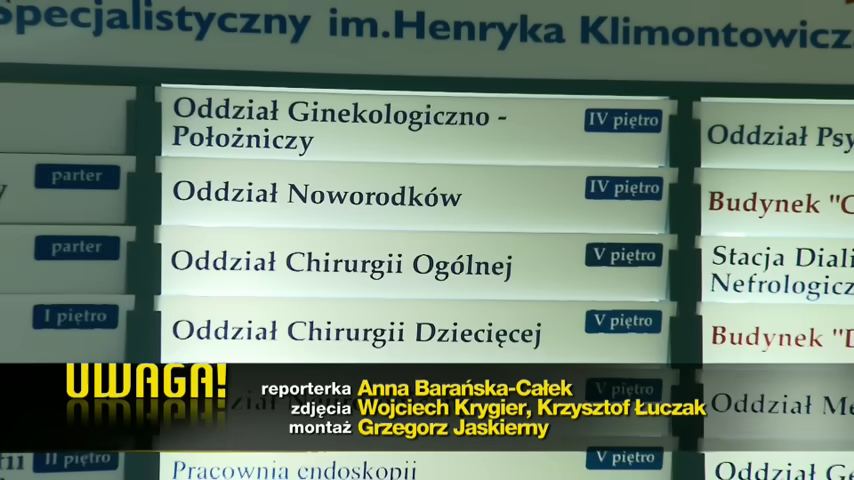 Specjalistyczny im.Henryka Klimontowicz
Oddział Ginekologiczno -
Położniczy
IV piętro
Oddział Noworodków
IV piętro
Oddział Chirurgii Ogólnej
V piętro
Oddział Chirurgii Dziecięcej
V piętro
V piętro
Pracownia endoskopii
V piętro
parter
parter
I piętro
II piętro
Oddział Psy
Budynek "C
Stacja Diali
Nefrologicz
Budynek "D
Oddział Me
Oddział Ge
UWAGA!
reporterka Anna Barańska-Całek
zdjęcia Wojciech Krygier, Krzysztof Łuczak
montaż Grzegorz Jaskierny